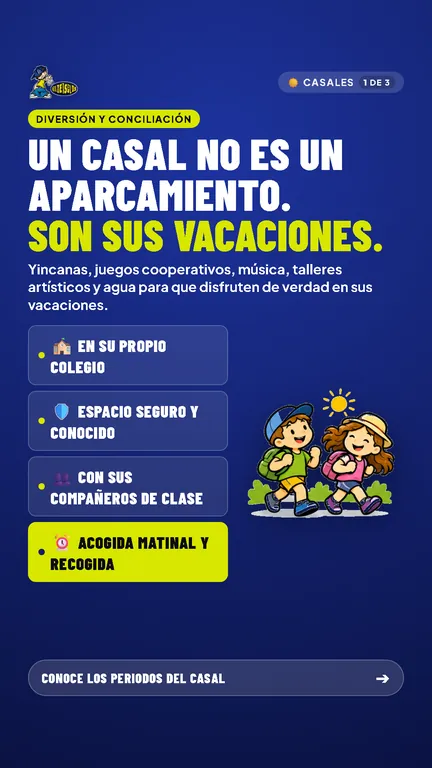 CASALES 1 DE 3
DIVERSIÓN Y CONCILIACIÓN
UN CASAL NO ES UN
APARCAMIENTO.
SON SUS VACACIONES.
Yincanas, juegos cooperativos, música, talleres
artísticos y agua para que disfruten de verdad en sus
vacaciones.
EN SU PROPIO
COLEGIO
ESPACIO SEGURO Y
CONOCIDO
CON SUS
COMPAÑEROS DE CLASE
ACOGIDA MATINAL Y
RECOGIDA
CONOCE LOS PERIODOS DEL CASAL →